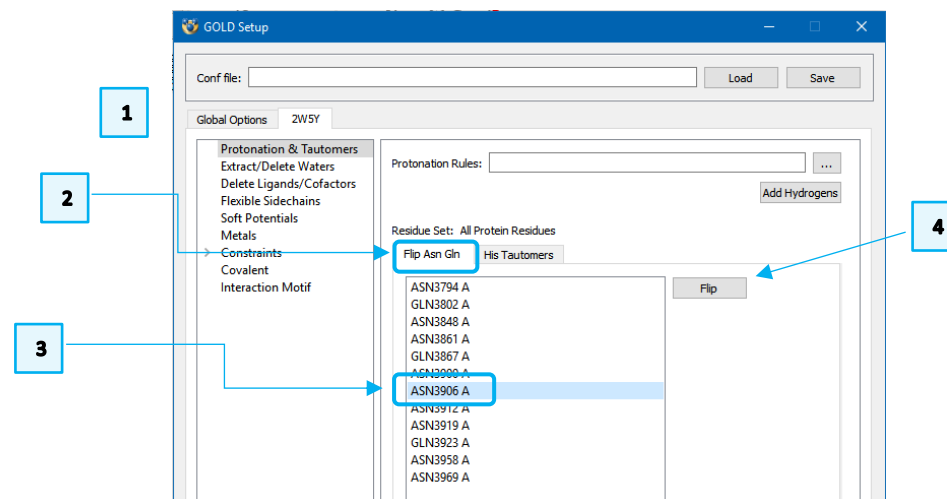 GOLD Setup
Conf file:
Load
Save
1
Global Options
2W5Y
Protonation & Tautomers
Extract/Delete Waters
Delete Ligands/Cofactors
Flexible Sidechains
Soft Potentials
Metals
Constraints
Covalent
Interaction Motif
Protonation Rules:
...
Add Hydrogens
2
Residue Set: All Protein Residues
4
Flip Asn Gln
His Tautomers
ASN3794 A
GLN3802 A
ASN3848 A
ASN3861 A
GLN3867 A
ASN3906 A
ASN3912 A
ASN3919 A
GLN3923 A
ASN3958 A
ASN3969 A
Flip
3